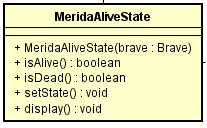 MeridaAliveState
+ MeridaAliveState(brave : Brave)
+ isAlive() : boolean
+ isDead() : boolean
+ setState() : void
+ display() : void